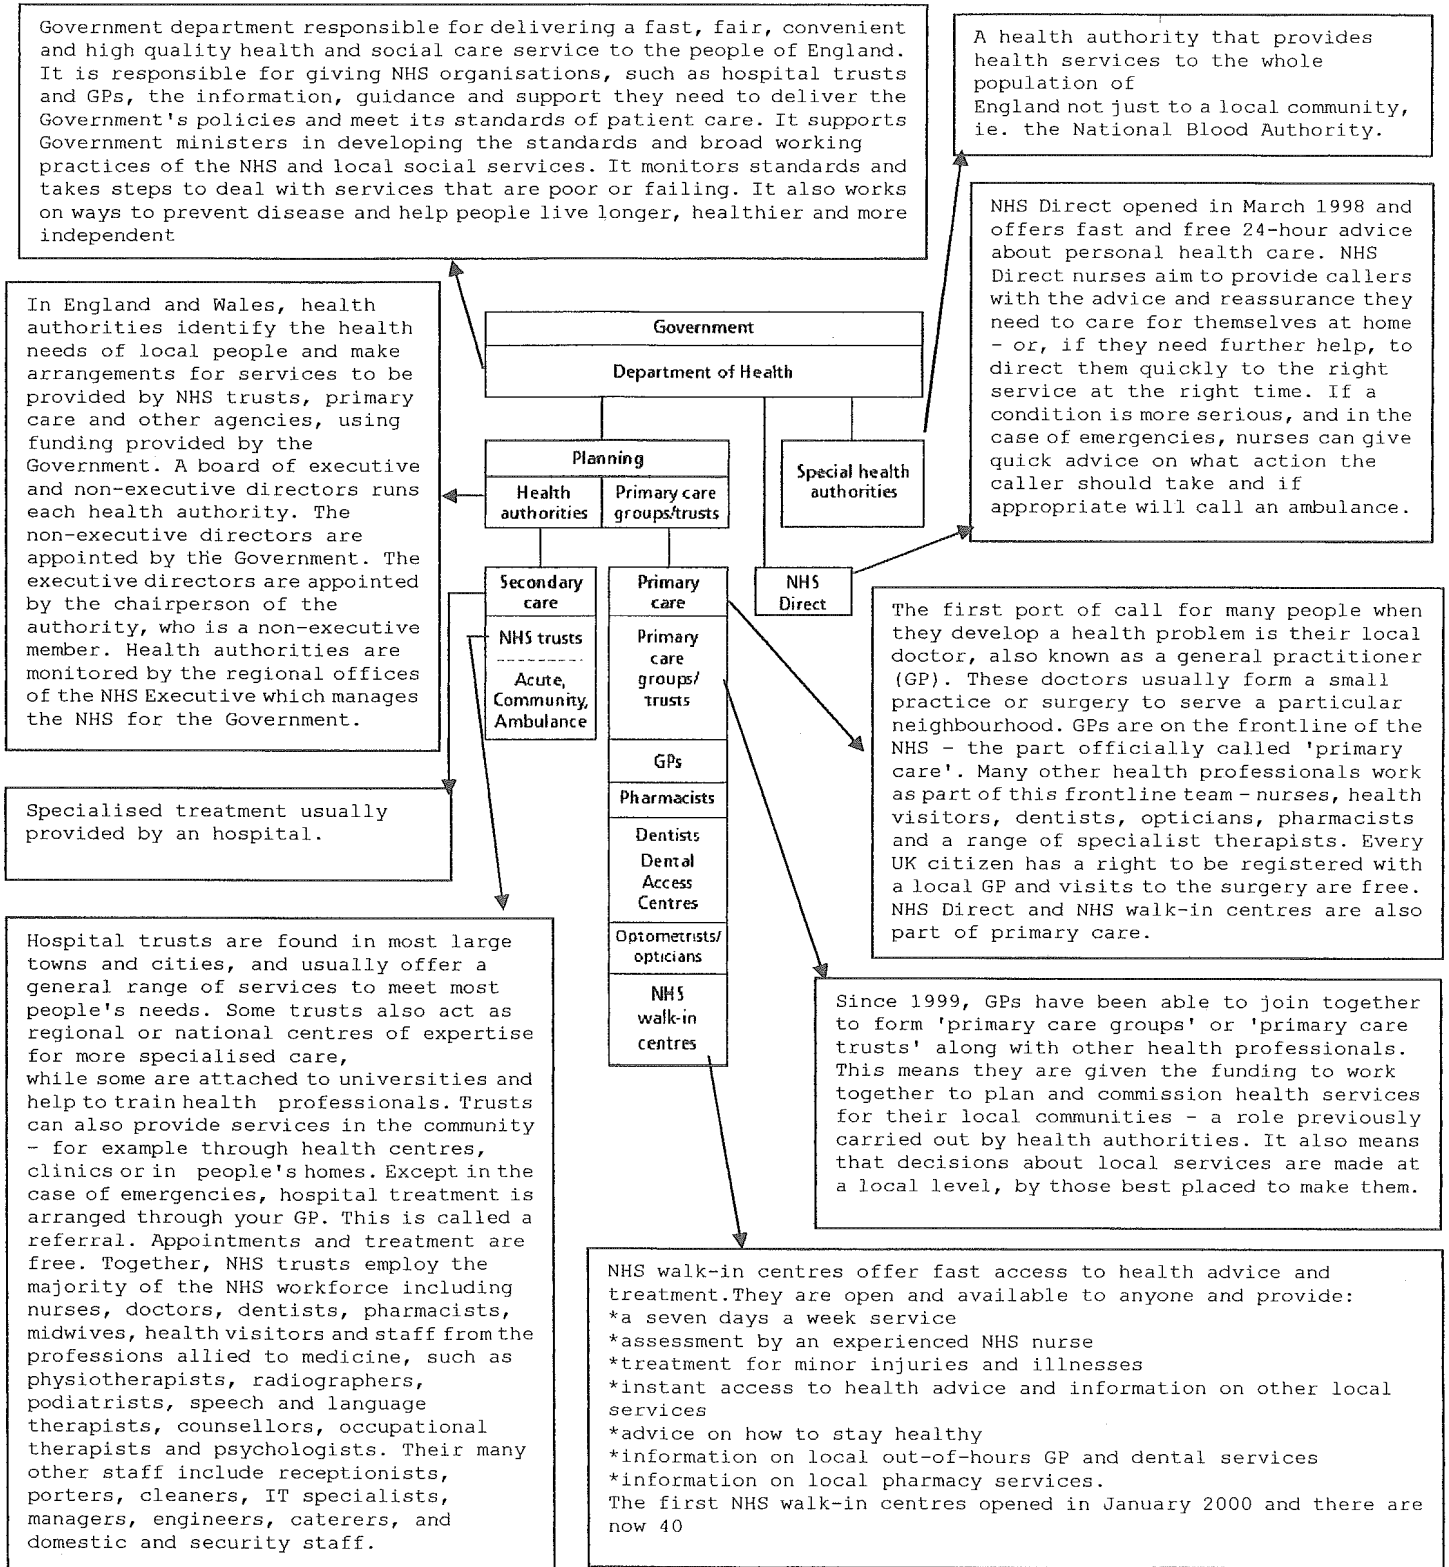 Government department responsible for delivering a fast, fair, convenient
and high quality health and social care service to the people of England.
It is responsible for giving NHS organisations, such as hospital trusts
and GPs, the information, guidance and support they need to deliver the
Government's policies and meet its standards of patient care. It supports
Government ministers in developing the standards and broad working
practices of the NHS and local social services. It monitors standards and
takes steps to deal with services that are poor or failing. It also works
on ways to prevent disease and help people live longer, healthier and more
independent
A health authority that provides
health services to the whole
population of
England not just to a local community,
ie. the National Blood Authority.
NHS Direct opened in March 1998 and
offers fast and free 24-hour advice
about personal health care. NHS
Direct nurses aim to provide callers
with the advice and reassurance they
need to care for themselves at home
- or, if they need further help, to
direct them quickly to the right
service at the right time. If a
condition is more serious, and in the
case of emergencies, nurses can give
quick advice on what action the
caller should take and if
appropriate will call an ambulance.
In England and Wales, health
authorities identify the health
needs of local people and make
arrangements for services to be
provided by NHS trusts, primary
care and other agencies, using
funding provided by the
Government. A board of executive
and non-executive directors runs
each health authority. The
non-executive directors are
appointed by the Government. The
executive directors are appointed
by the chairperson of the
authority, who is a non-executive
member. Health authorities are
monitored by the regional offices
of the NHS Executive which manages
the NHS for the Government.
Government
Department of Health
Planning
Health
authorities
Primary care
groups/trusts
Special health
authorities
Secondary
care
NHS trusts
Acute,
Community,
Ambulance
Primary
care
Primary
care
groups/
trusts
GPs
Pharmacists
Dentists
Dental
Access
Centres
Optometrists/
opticians
NHS
walk-in
centres
NHS
Direct
The first port of call for many people when
they develop a health problem is their local
doctor, also known as a general practitioner
(GP). These doctors usually form a small
practice or surgery to serve a particular
neighbourhood. GPs are on the frontline of the
NHS - the part officially called 'primary
care'. Many other health professionals work
as part of this frontline team - nurses, health
visitors, dentists, opticians, pharmacists
and a range of specialist therapists. Every
UK citizen has a right to be registered with
a local GP and visits to the surgery are free.
NHS Direct and NHS walk-in centres are also
part of primary care.
Specialised treatment usually
provided by an hospital.
Hospital trusts are found in most large
towns and cities, and usually offer a
general range of services to meet most
people's needs. Some trusts also act as
regional or national centres of expertise
for more specialised care,
while some are attached to universities and
help to train health professionals. Trusts
can also provide services in the community
- for example through health centres,
clinics or in people's homes. Except in the
case of emergencies, hospital treatment is
arranged through your GP. This is called a
referral. Appointments and treatment are
free. Together, NHS trusts employ the
majority of the NHS workforce including
nurses, doctors, dentists, pharmacists,
midwives, health visitors and staff from the
professions allied to medicine, such as
physiotherapists, radiographers,
podiatrists, speech and language
therapists, counsellors, occupational
therapists and psychologists. Their many
other staff include receptionists,
porters, cleaners, IT specialists,
managers, engineers, caterers, and
domestic and security staff.
Since 1999, GPs have been able to join together
to form 'primary care groups' or 'primary care
trusts' along with other health professionals.
This means they are given the funding to work
together to plan and commission health services
for their local communities - a role previously
carried out by health authorities. It also means
that decisions about local services are made at
a local level, by those best placed to make them.
NHS walk-in centres offer fast access to health advice and
treatment.They are open and available to anyone and provide:
*a seven days a week service
*assessment by an experienced NHS nurse
*treatment for minor injuries and illnesses
*instant access to health advice and information on other local
services
*advice on how to stay healthy
*information on local out-of-hours GP and dental services
*information on local pharmacy services.
The first NHS walk-in centres opened in January 2000 and there are
now 40